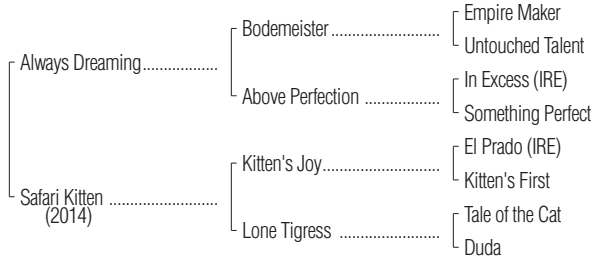 Empire Maker
Bodemeister......................
Untouched Talent
Always Dreaming.................
In Excess (IRE)
Above Perfection ................
Something Perfect
El Prado (IRE)
Kitten's Joy........................
Kitten's First
Safari Kitten .......................
(2014)
Tale of the Cat
Lone Tigress .....................
Duda